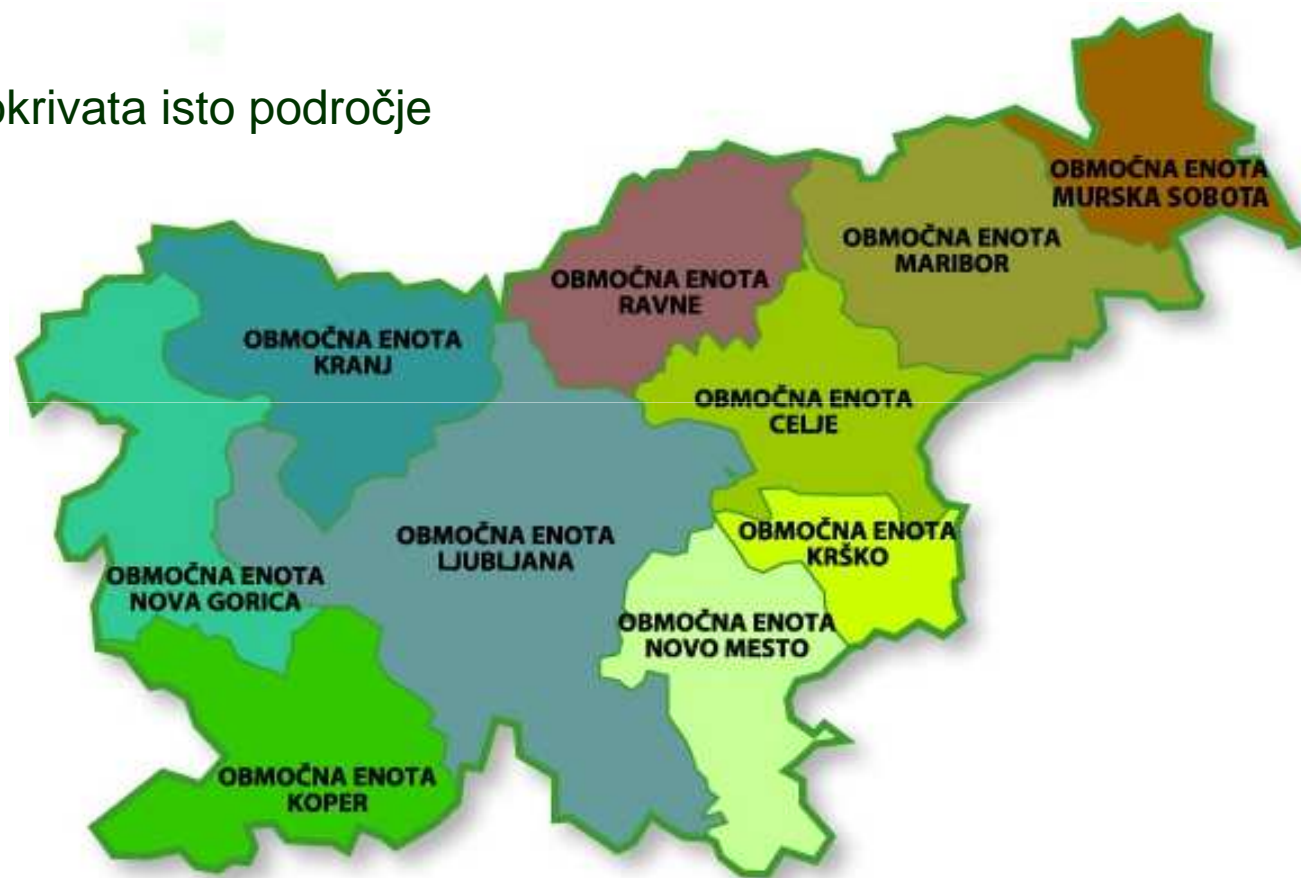 okrivata isto področje
OBMOČNA ENOTA
MURSKA SOBOTA
OBMOČNA ENOTA
MARIBOR
OBMOČNA ENOTA
RAVNE
OBMOČNA ENOTA
KRANJ
OBMOČNA ENOTA
CELJE
OBMOČNA ENOTA
LJUBLJANA
OBMOČNA ENOTA
KRŠKO
OBMOČNA ENOTA
NOVA GORICA
OBMOČNA ENOTA
NOVO MESTO
OBMOČNA ENOTA
KOPER